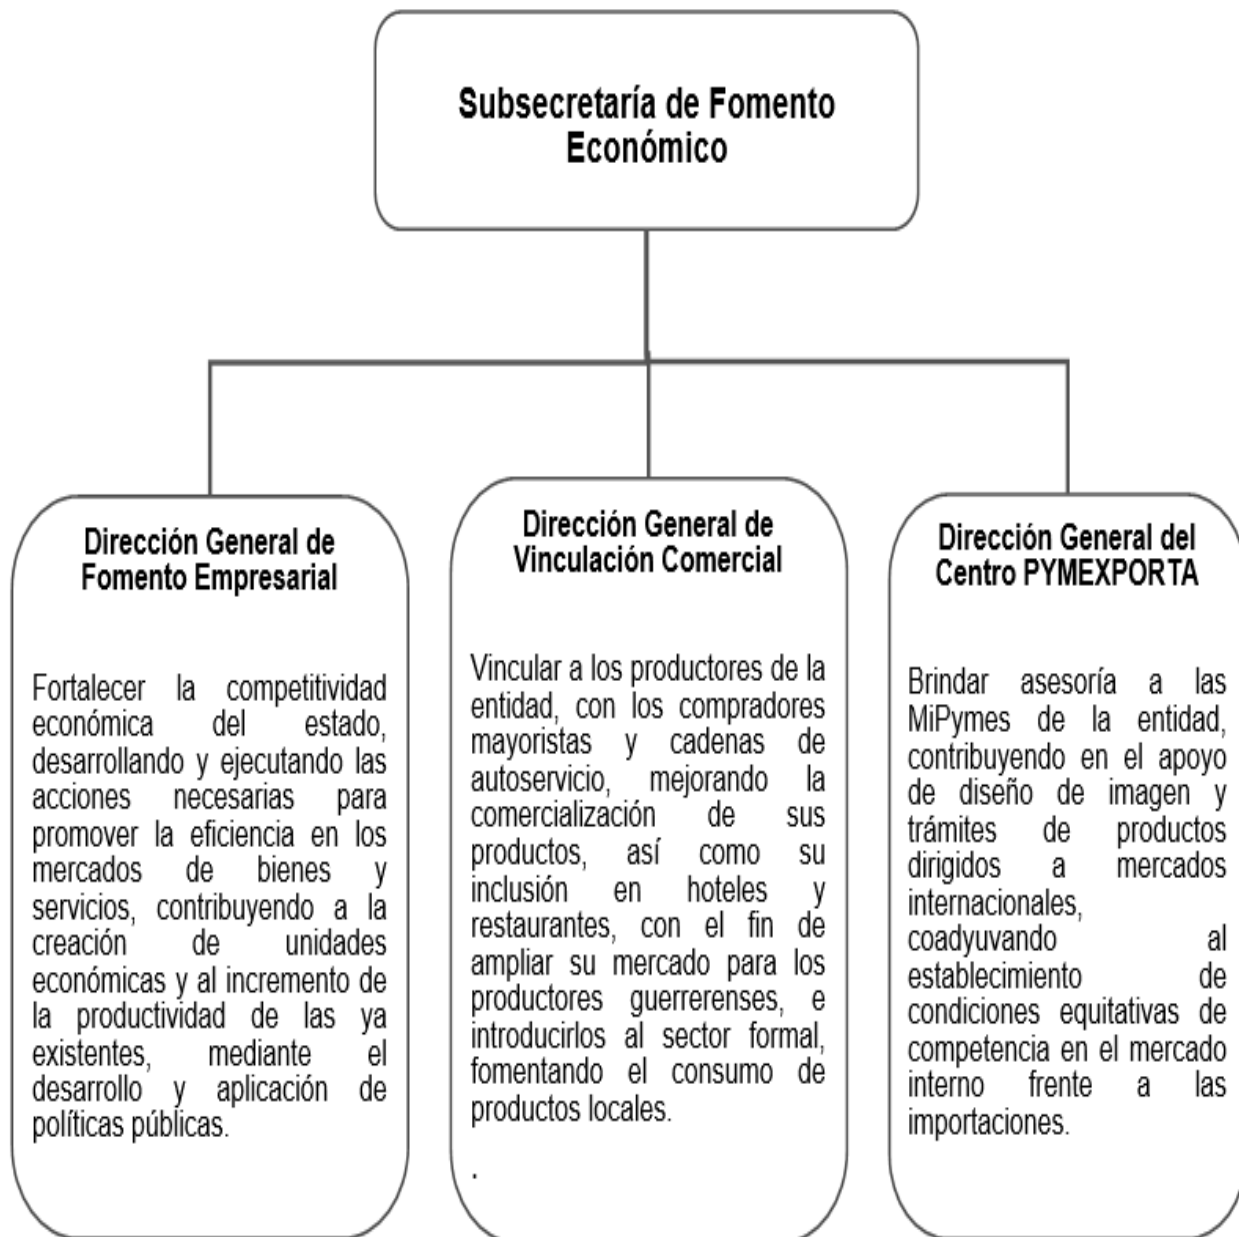 Subsecretaría de Fomento
Económico
Dirección General de
Fomento Empresarial
Fortalecer la competitividad
económica del estado,
desarrollando y ejecutando las
acciones necesarias para
promover la eficiencia en los
mercados de bienes y
servicios, contribuyendo a la
creación de unidades
económicas y al incremento de
la productividad de las ya
existentes, mediante el
desarrollo y aplicación de
políticas públicas.
Dirección General de
Vinculación Comercial
Vincular a los productores de la
entidad, con los compradores
mayoristas y cadenas de
autoservicio, mejorando la
comercialización de sus
productos, así como su
inclusión en hoteles y
restaurantes, con el fin de
ampliar su mercado para los
productores guerrerenses, e
introducirlos al sector formal,
fomentando el consumo de
productos locales.
.
Dirección General del
Centro PYMEXPORTA
Brindar asesoría a las
MiPymes de la entidad,
contribuyendo en el apoyo
de diseño de imagen y
trámites de productos
dirigidos a mercados
internacionales,
coadyuvando al
establecimiento de
condiciones equitativas de
competencia en el mercado
interno frente a las
importaciones.